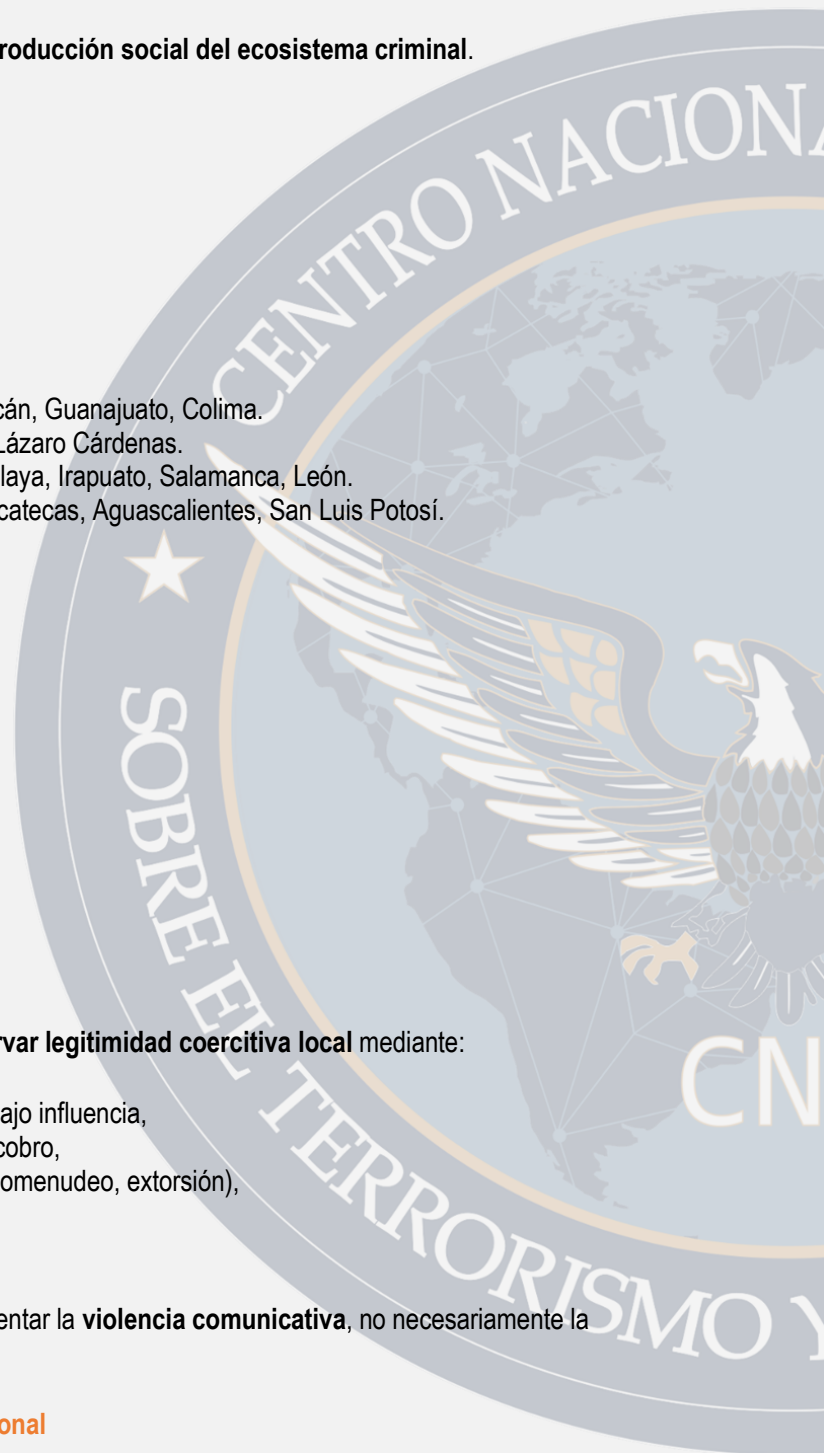 roducción social del ecosistema criminal.
cán, Guanajuato, Colima.
Lázaro Cárdenas.
laya, Irapuato, Salamanca, León.
catecas, Aguascalientes, San Luis Potosí.
rvar legitimidad coercitiva local mediante:
ajo influencia,
cobro,
omenudeo, extorsión),
entar la violencia comunicativa, no necesariamente la
onal
CENTRO NACIONA
SOBRE EL TERRORISMO Y
CN